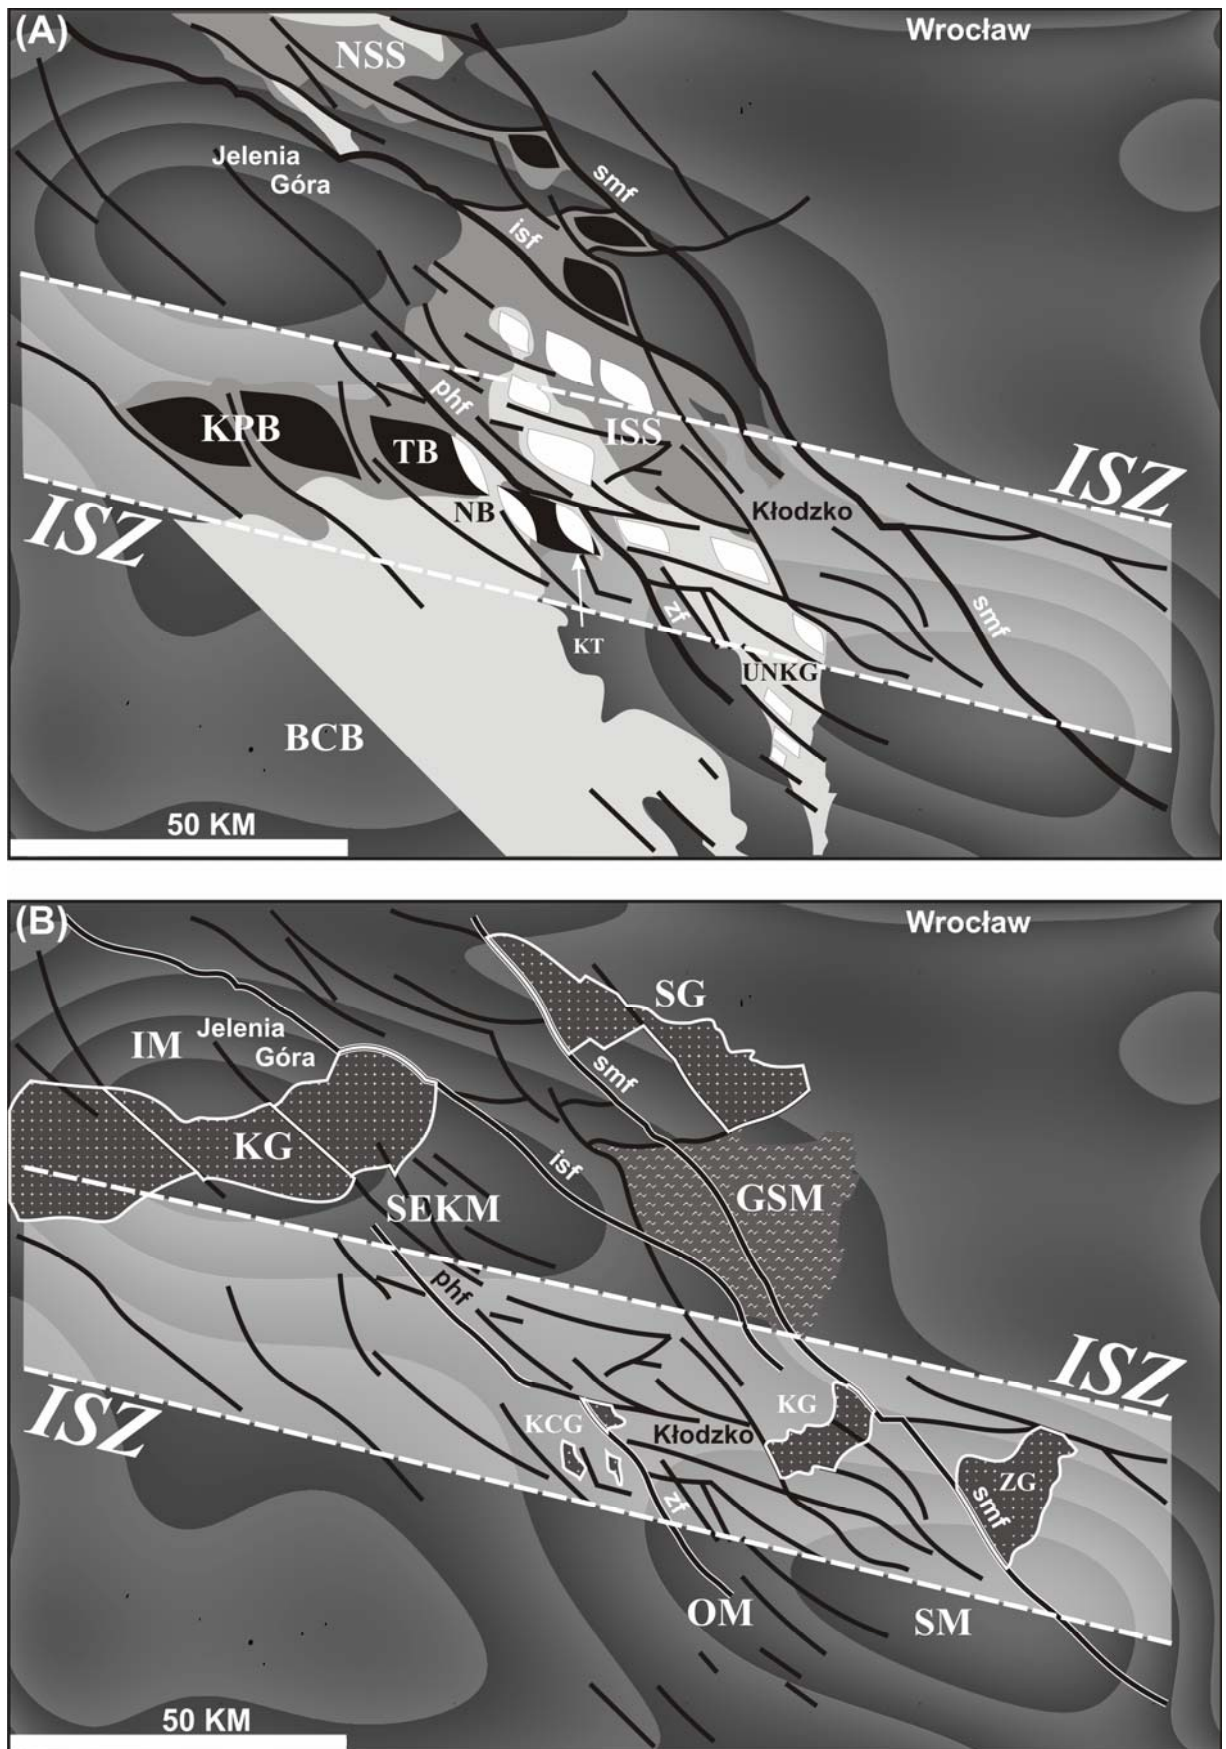 (A)
Wrocław
NSS
Jelenia
Góra
smf
isf
phf
KPB
TB
ISS
ISZ
ISZ
NB
Kłodzko
zf
smf
KT
UNKG
BCB
50 KM
(B)
Wrocław
SG
IM
Jelenia
Góra
smf
KG
isf
GSM
SEKM
phf
ISZ
ISZ
KG
KCG
Kłodzko
ZG
smf
zf
OM
SM
50 KM